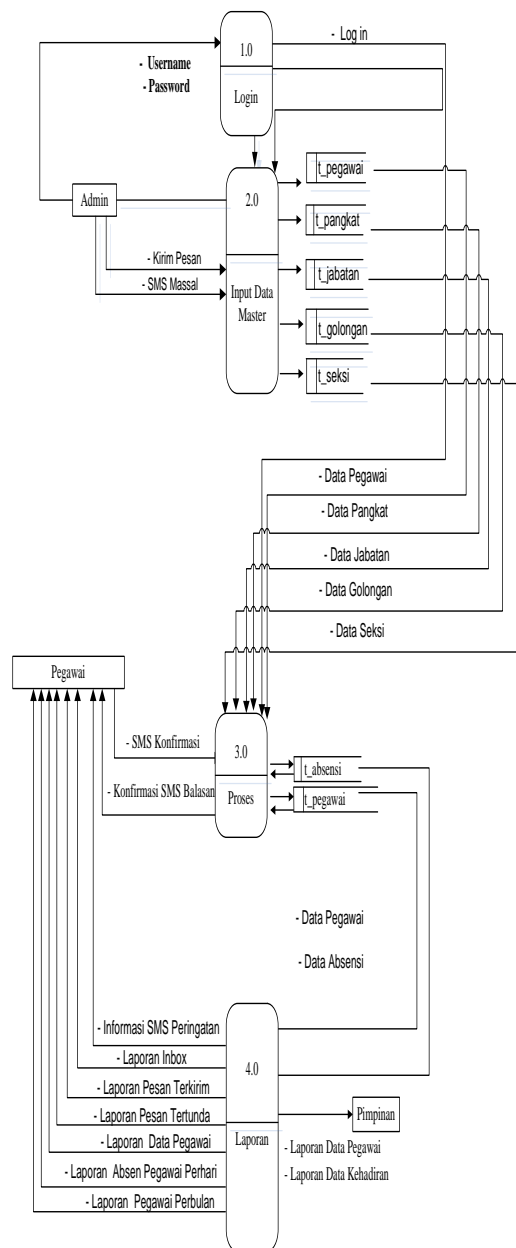 1.0
- Log in
- Username
- Password
Login
t_pegawai
Admin
2.0
t_pangkat
- Kirim Pesan
t_jabatan
- SMS Massal
Input Data
Master
t_golongan
t_seksi
- Data Pegawai
- Data Pangkat
- Data Jabatan
- Data Golongan
- Data Seksi
Pegawai
- SMS Konfirmasi
3.0
t_absensi
- Konfirmasi SMS Balasan
Proses
t_pegawai
- Data Pegawai
- Data Absensi
- Informasi SMS Peringatan
- Laporan Inbox
4.0
- Laporan Pesan Terkirim
- Laporan Pesan Tertunda
Pimpinan
- Laporan Data Pegawai
Laporan
- Laporan Data Pegawai
- Laporan Absen Pegawai Perhari
- Laporan Data Kehadiran
- Laporan Pegawai Perbulan